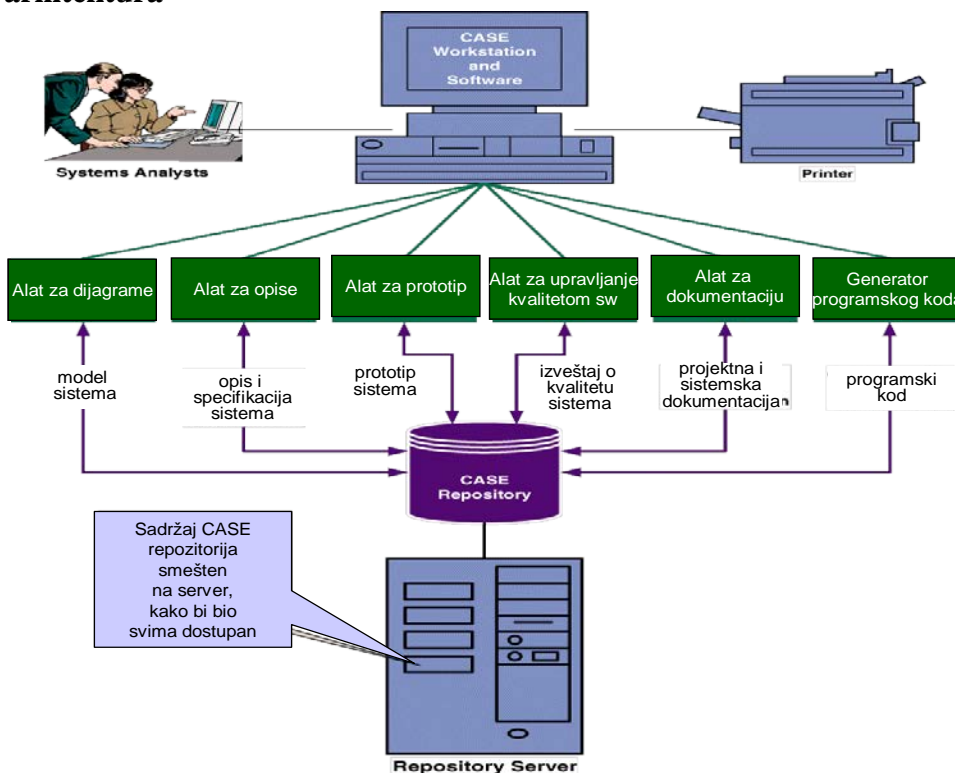 CASE
Workstation
and
Software
Systems Analysts
Printer
Alat za dijagrame
Alat za opise
Alat za prototip
Alat za upravljanje
kvalitetom sw
Alat za
dokumentaciju
Generator
programskog koda
model
sistema
opis i
specifikacija
sistema
prototip
sistema
izveštaj o
kvalitetu
sistema
projektna i
sistemska
dokumentacija
programski
kod
CASE
Repository
Sadržaj CASE
repozitorija
smešten
na server,
kako bi bio
svima dostupan
Repository Server